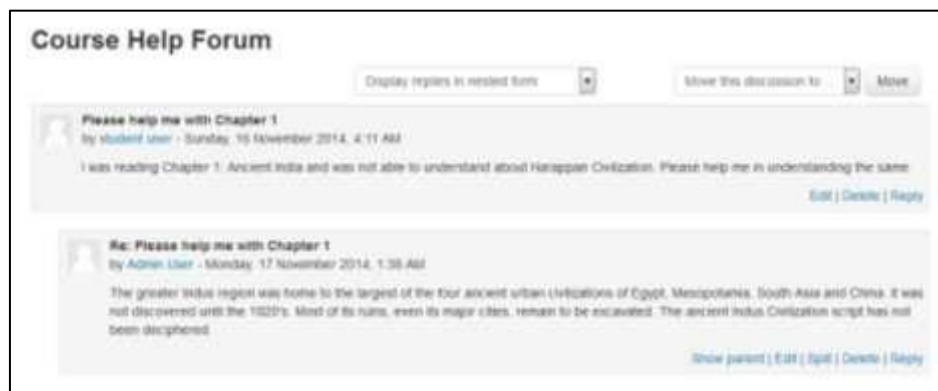 Course Help Forum
Display replies in nested form
Move this discussion to
Move
Please help me with Chapter 1
by student user - Sunday, 16 November 2014, 4:11 AM
I was reading Chapter 1: Ancient India and was not able to understand about Harappan Civilization. Please help me in understanding the same.
Edit | Delete | Reply
Re: Please help me with Chapter 1
by Admin User - Monday, 17 November 2014, 1:38 AM
The greater Indus region was home to the largest of the four ancient urban civilizations of Egypt, Mesopotamia, South Asia and China. It was
not discovered until the 1920's. Most of its ruins, even its major cities, remain to be excavated. The ancient Indus Civilization script has not
been deciphered.
Show parent | Edit | Split | Delete | Reply